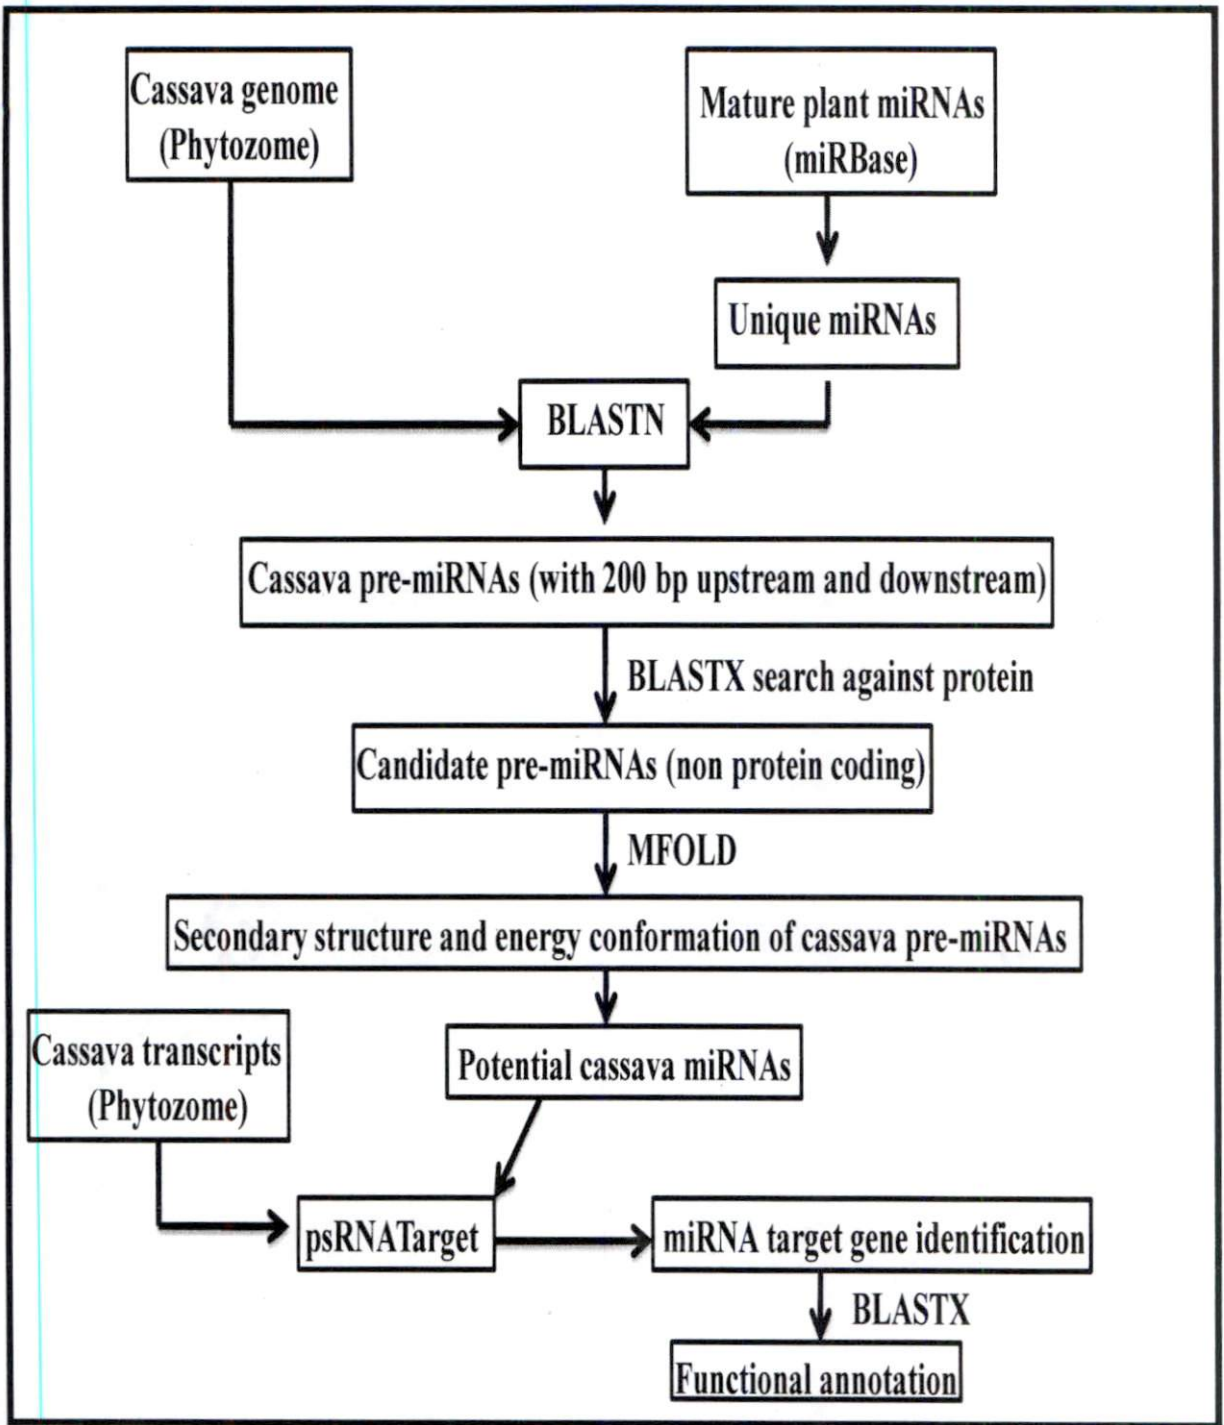 Cassava genome
(Phytozome)
Mature plant miRNAs
(miRBase)
Unique miRNAs
BLASTN
Cassava pre-miRNAs (with 200 bp upstream and downstream)
BLASTX search against protein
Candidate pre-miRNAs (non protein coding)
MFOLD
Secondary structure and energy conformation of cassava pre-miRNAs
Cassava transcripts
(Phytozome)
Potential cassava miRNAs
psRNATarget
miRNA target gene identification
BLASTX
Functional annotation